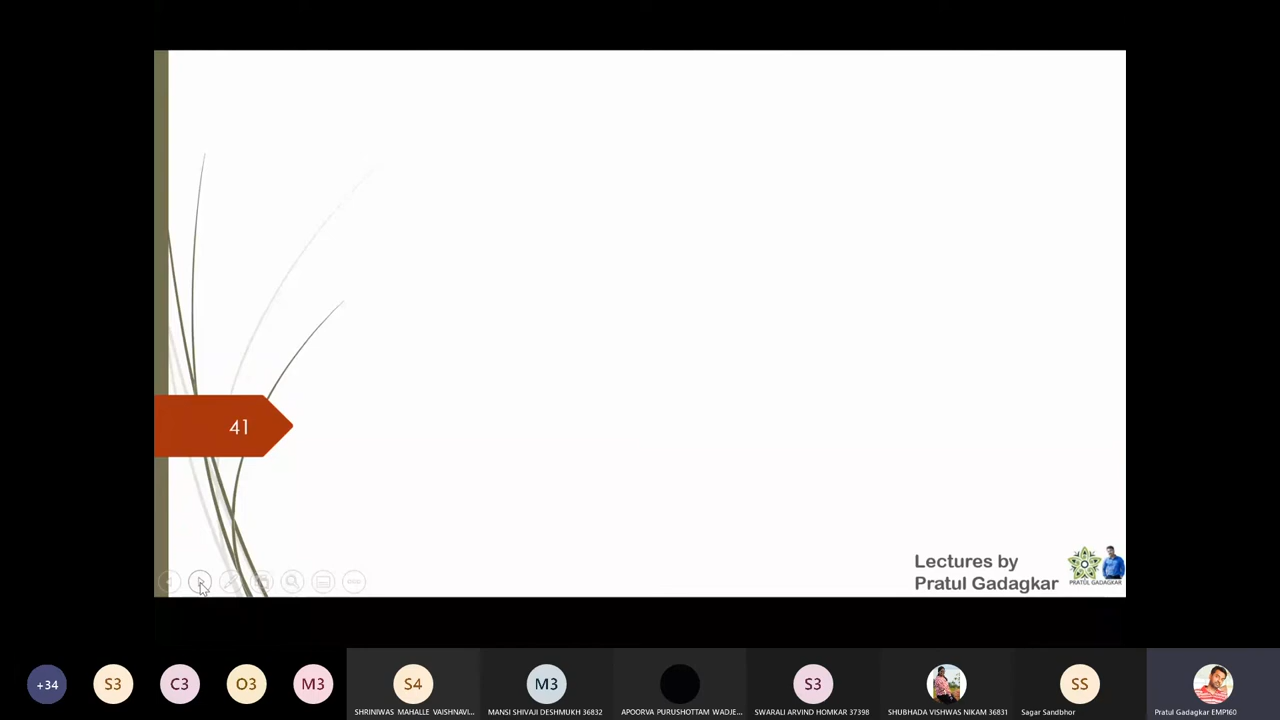 41
Lectures by
Pratul Gadagkar
PRATUL GADAGKAR
+34
S3
C3
O3
M3
S4
M3
S3
SS
SHRINIWAS MAHALLE VAISHNAVI...
MANSI SHIVAJI DESHMUKH 36832
APOORVA PURUSHOTTAM WADJE...
SWARALI ARVIND HOMKAR 37398
SHUBHADA VISHWAS NIKAM 36831
Sagar Sandbhor
Pratul Gadagkar EMP160